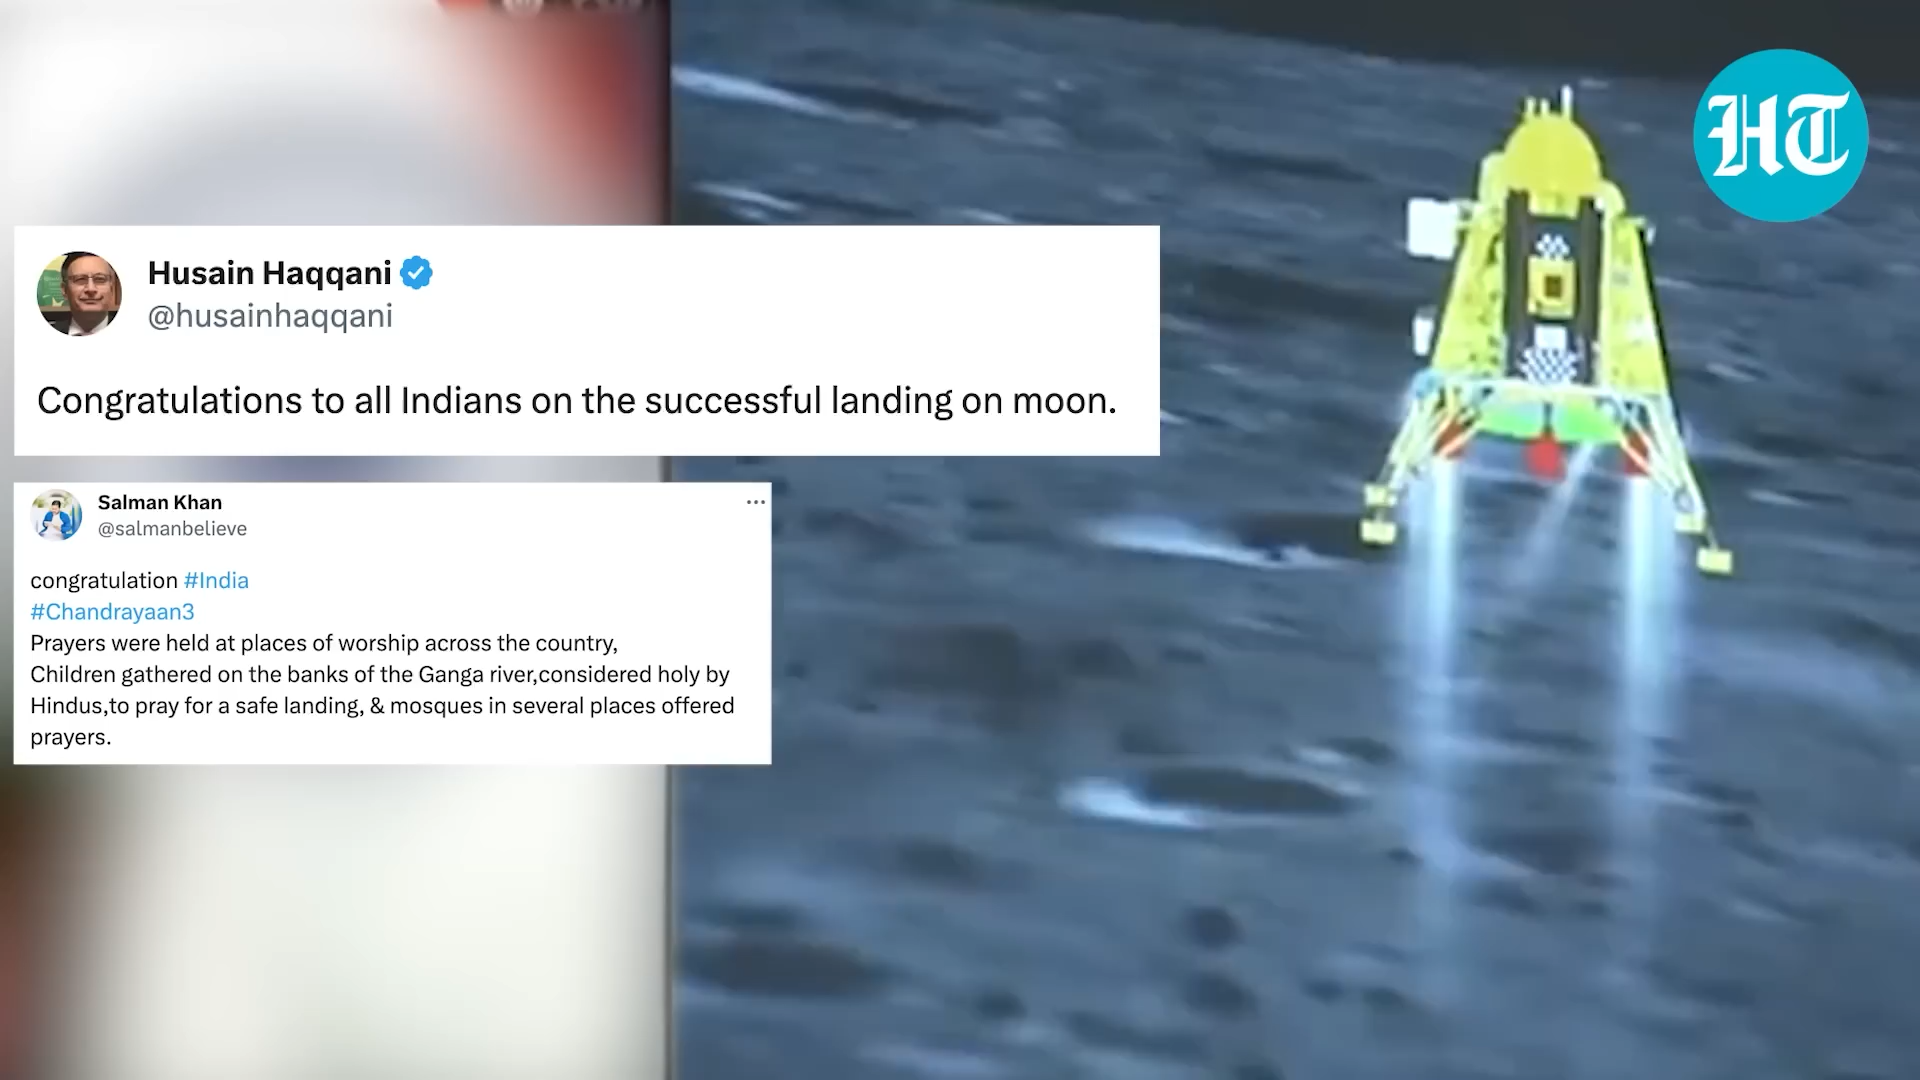 HT
Husain Haqqani
@husainhaqqani
Congratulations to all Indians on the successful landing on moon.
Salman Khan
@salmanbelieve
congratulation #India
#Chandrayaan3
Prayers were held at places of worship across the country,
Children gathered on the banks of the Ganga river,considered holy by
Hindus,to pray for a safe landing, & mosques in several places offered
prayers.